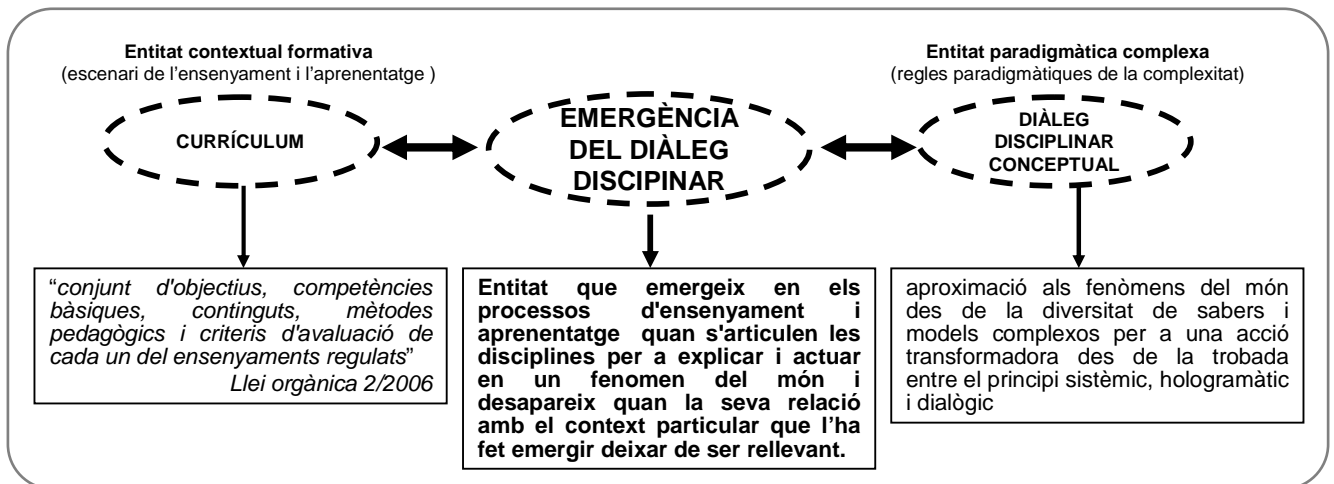 Entitat contextual formativa
(escenari de l'ensenyament i l'aprenentatge )
Entitat paradigmàtica complexa
(regles paradigmàtiques de la complexitat)
CURRÍCULUM
EMERGÈNCIA
DEL DIÀLEG
DISCIPINAR
DIÀLEG
DISCIPLINAR
CONCEPTUAL
“conjunt d'objectius, competències
bàsiques, continguts, mètodes
pedagògics i criteris d'avaluació de
cada un del ensenyaments regulats”
Llei orgànica 2/2006
Entitat que emergeix en els
processos d'ensenyament i
aprenentatge quan s'articulen les
disciplines per a explicar i actuar
en un fenomen del món i
desapareix quan la seva relació
amb el context particular que l’ha
fet emergir deixar de ser rellevant.
aproximació als fenòmens del món
des de la diversitat de sabers i
models complexos per a una acció
transformadora des de la trobada
entre el principi sistèmic, hologramàtic
i dialògic